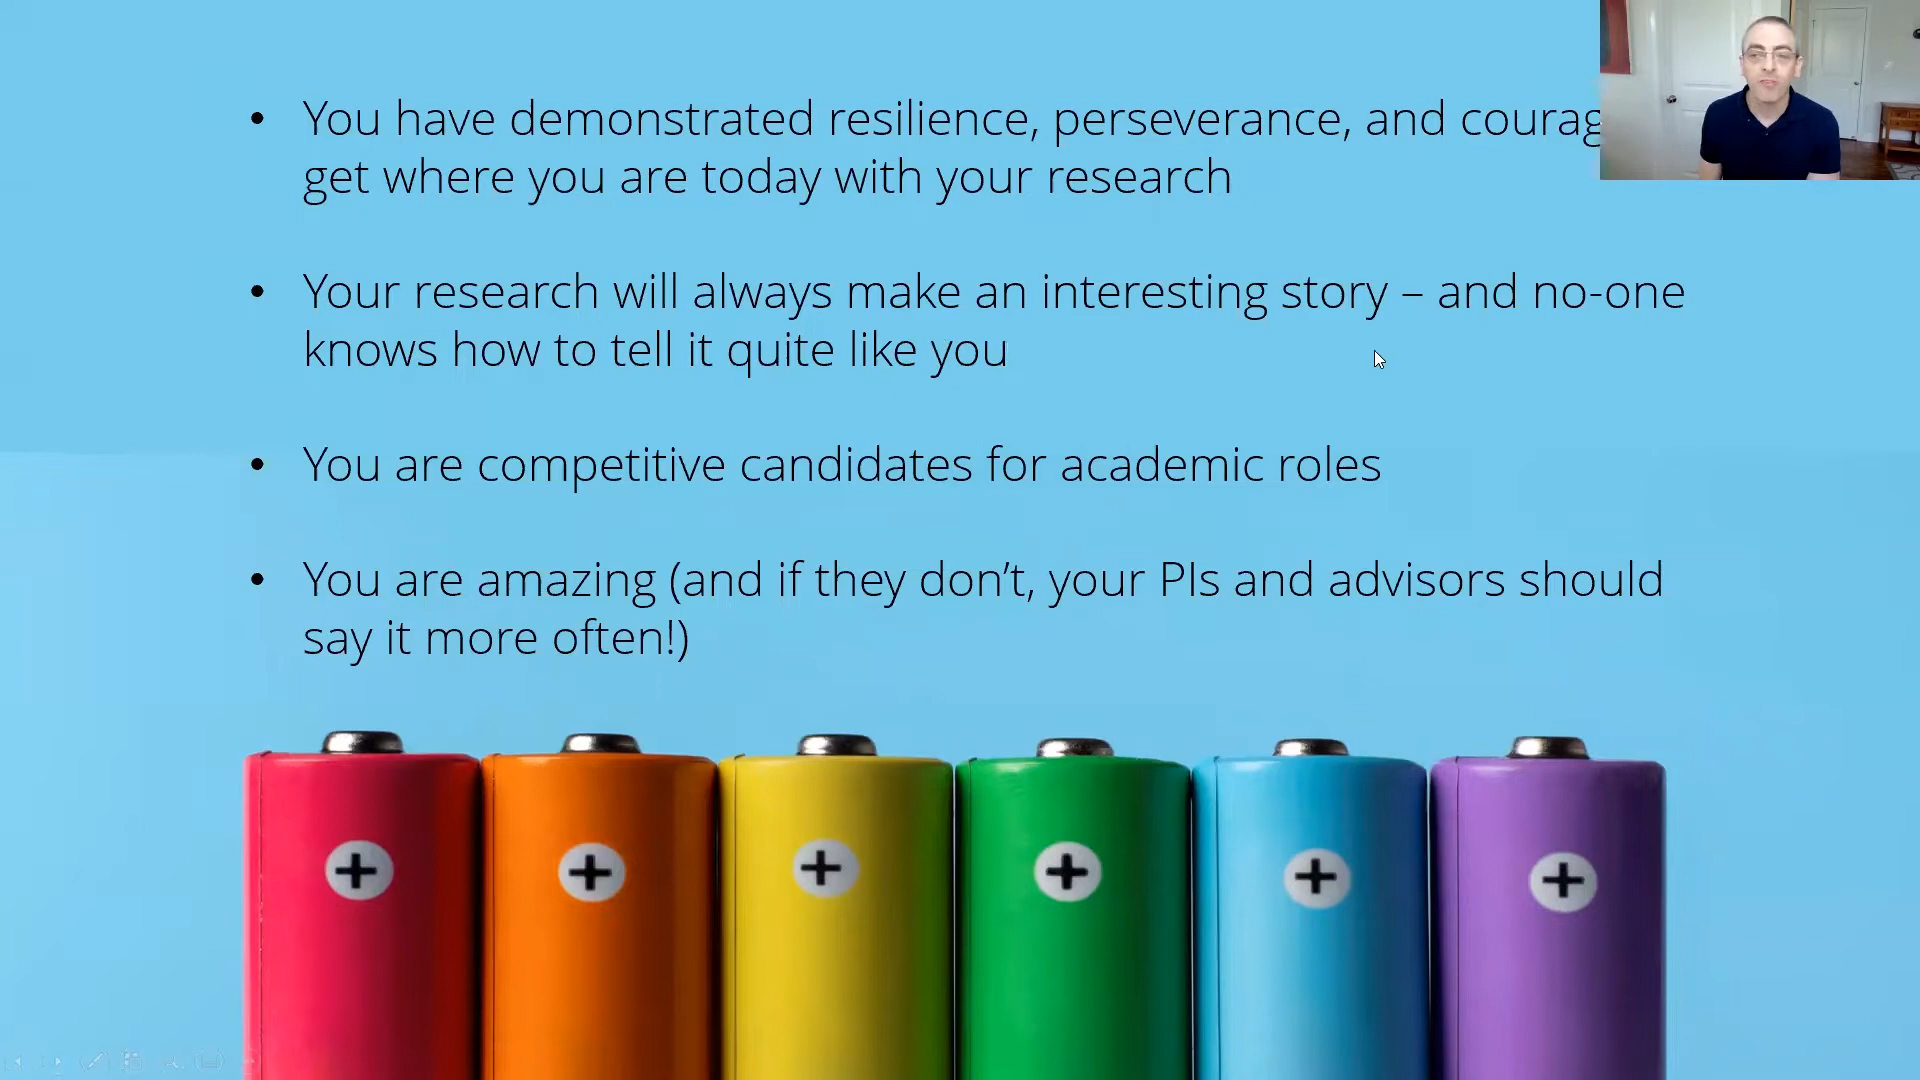 • You have demonstrated resilience, perseverance, and
get where you are today with your research
• Your research will always make an interesting story – and no-one
knows how to tell it quite like you
• You are competitive candidates for academic roles
• You are amazing (and if they don’t, your PIs and advisors should
say it more often!)